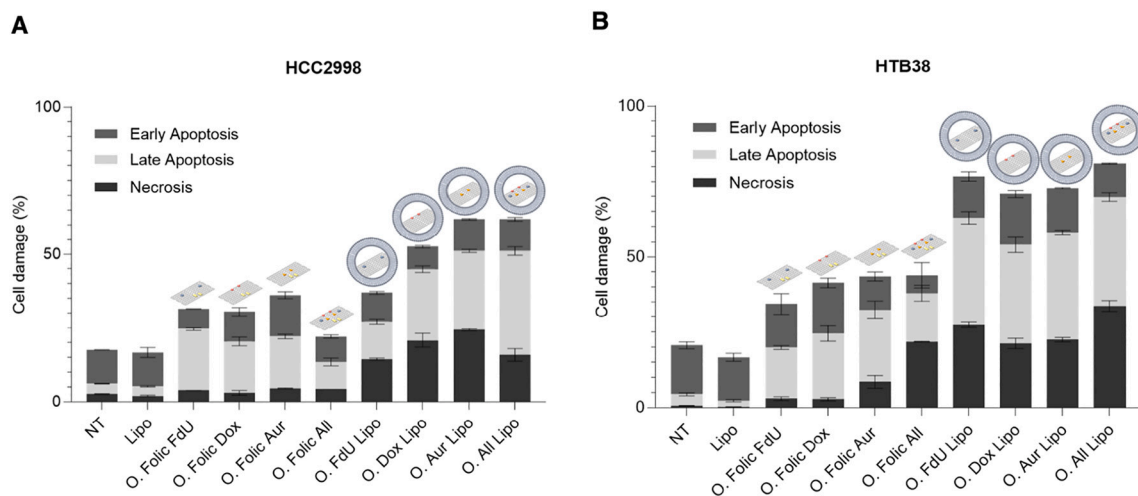 A
HCC2998
100
50
0
Cell damage (%)
Early Apoptosis
Late Apoptosis
Necrosis
NT
Lipo
O. Folic FdU
O. Folic Dox
O. Folic Aur
O. Folic All
O. FdU Lipo
O. Dox Lipo
O. Aur Lipo
O. All Lipo
B
HTB38
100
50
0
Cell damage (%)
Early Apoptosis
Late Apoptosis
Necrosis
NT
Lipo
O. Folic FdU
O. Folic Dox
O. Folic Aur
O. Folic All
O. FdU Lipo
O. Dox Lipo
O. Aur Lipo
O. All Lipo